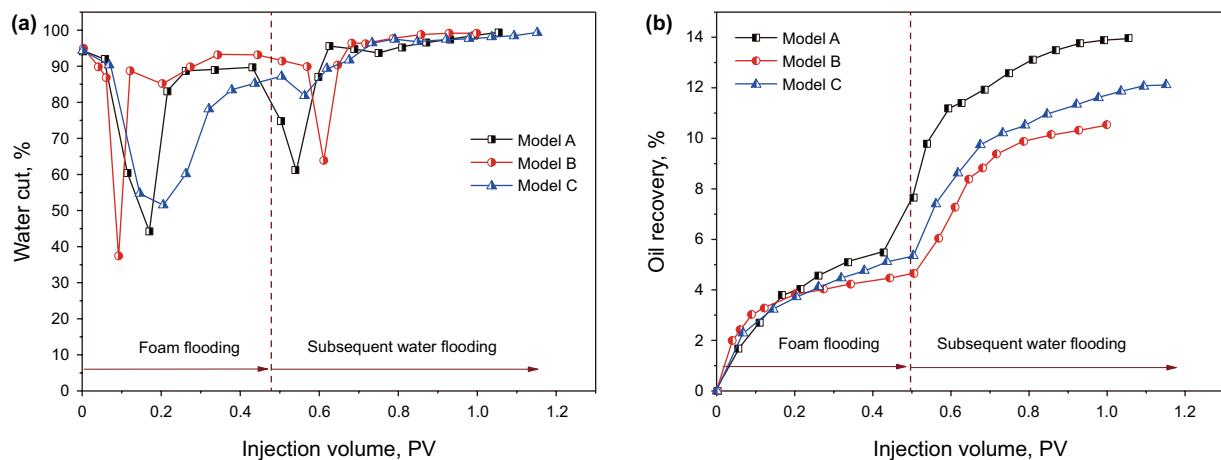 (a)
100
90
80
70
60
50
40
30
20
10
0
Water cut, %
Model A
Model B
Model C
Foam flooding
Subsequent water flooding
0 0.2 0.4 0.6 0.8 1.0 1.2
Injection volume, PV
(b)
14
12
10
8
6
4
2
0
Oil recovery, %
Model A
Model B
Model C
Foam flooding
Subsequent water flooding
0 0.2 0.4 0.6 0.8 1.0 1.2
Injection volume, PV